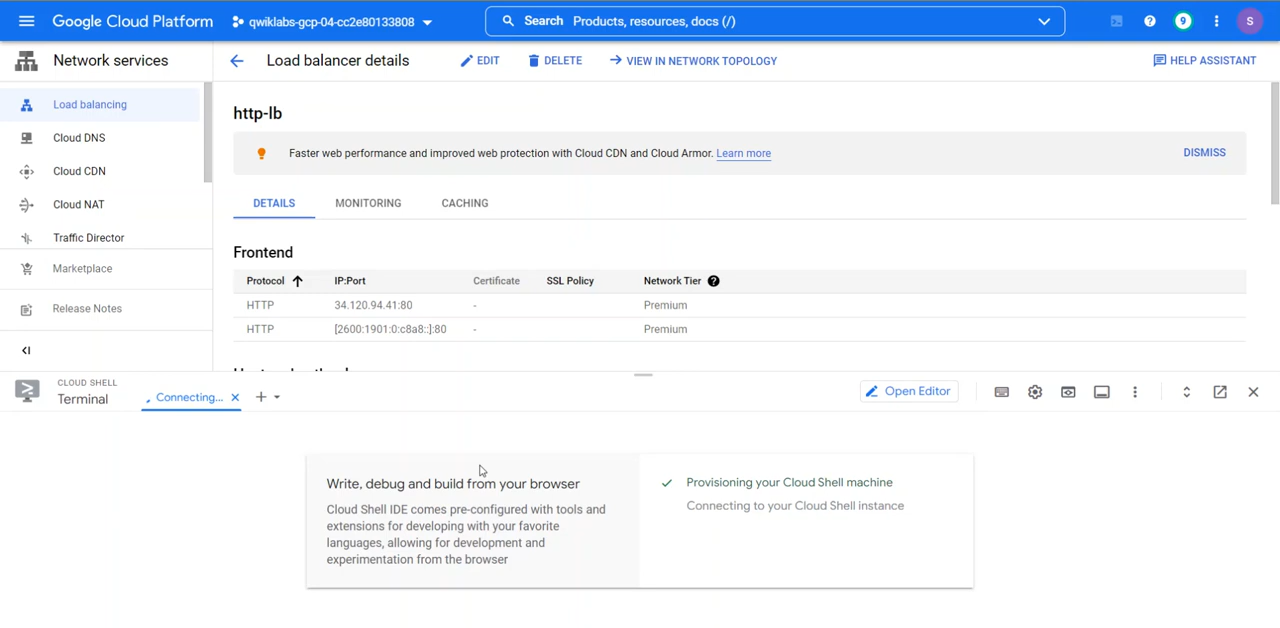 Google Cloud Platform
qwiklabs-gcp-04-cc2e80133808
Search Products, resources, docs (/)
9
S
Network services
Load balancer details
EDIT
DELETE
VIEW IN NETWORK TOPOLOGY
HELP ASSISTANT
Load balancing
Cloud DNS
Cloud CDN
Cloud NAT
Traffic Director
Marketplace
Release Notes
http-lb
Faster web performance and improved web protection with Cloud CDN and Cloud Armor. Learn more
DISMISS
DETAILS
MONITORING
CACHING
Frontend
Protocol IP:Port Certificate SSL Policy Network Tier
HTTP 34.120.94.41:80 - Premium
HTTP [2600:1901:0:c8a8::]:80 - Premium
CLOUD SHELL
Terminal
Connecting...
Open Editor
Write, debug and build from your browser
Cloud Shell IDE comes pre-configured with tools and
extensions for developing with your favorite
languages, allowing for development and
experimentation from the browser
Provisioning your Cloud Shell machine
Connecting to your Cloud Shell instance